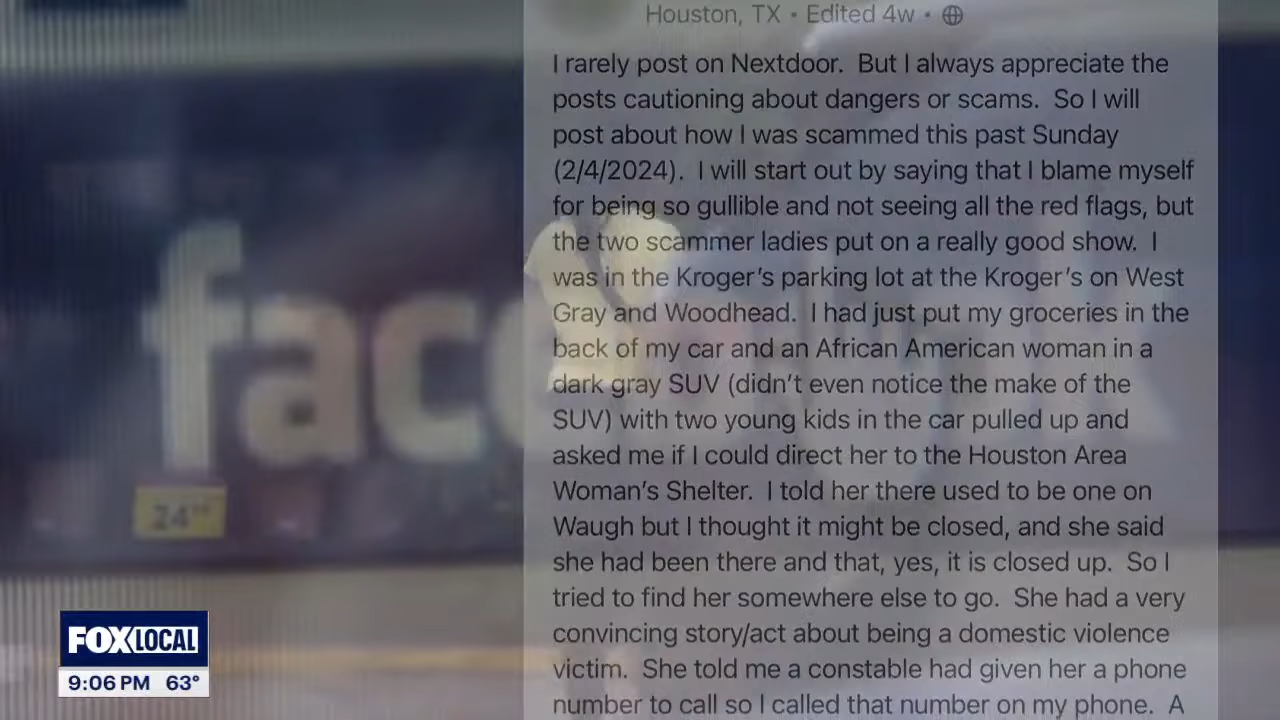 Houston, TX • Edited 4w •
I rarely post on Nextdoor. But I always appreciate the
posts cautioning about dangers or scams. So I will
post about how I was scammed this past Sunday
(2/4/2024). I will start out by saying that I blame myself
for being so gullible and not seeing all the red flags, but
the two scammer ladies put on a really good show. I
was in the Kroger's parking lot at the Kroger's on West
Gray and Woodhead. I had just put my groceries in the
back of my car and an African American woman in a
dark gray SUV (didn't even notice the make of the
SUV) with two young kids in the car pulled up and
asked me if I could direct her to the Houston Area
Woman's Shelter. I told her there used to be one on
Waugh but I thought it might be closed, and she said
she had been there and that, yes, it is closed up. So I
tried to find her somewhere else to go. She had a very
convincing story/act about being a domestic violence
victim. She told me a constable had given her a phone
number to call so I called that number on my phone. A
fac
24"
FOX LOCAL
9:06 PM 63°